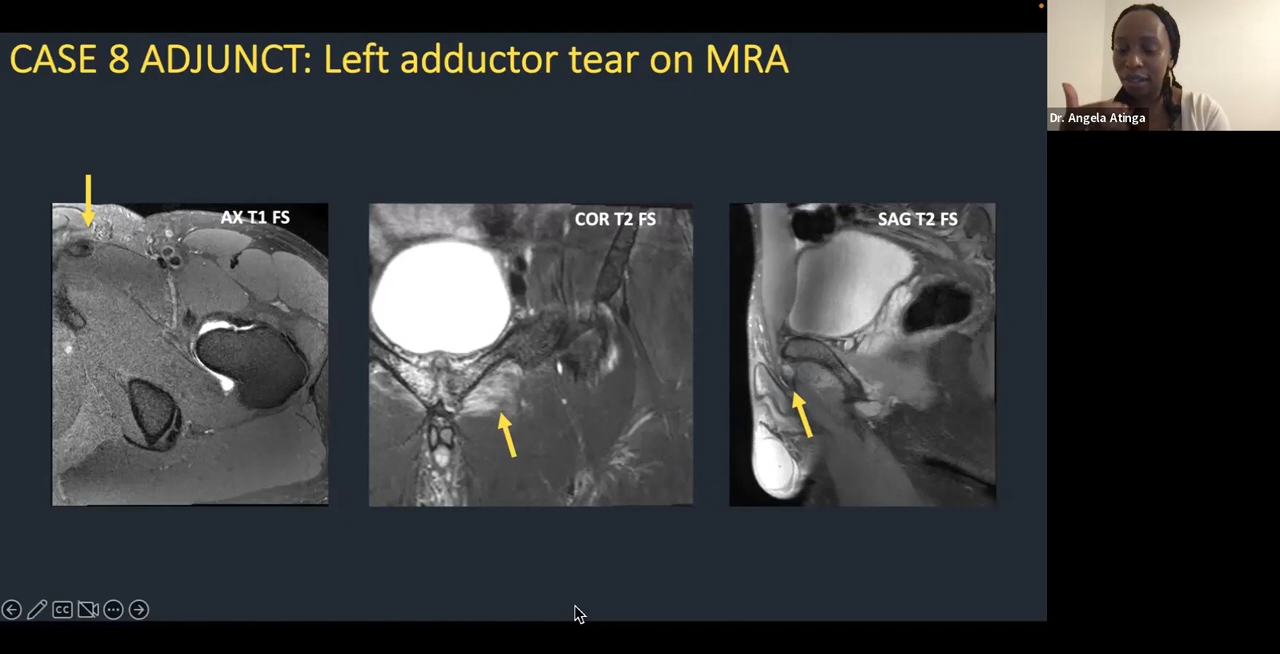 CASE 8 ADJUNCT: Left adductor tear on MRA
Dr. Angela Atinga
AX T1 FS
COR T2 FS
SAG T2 FS
CC